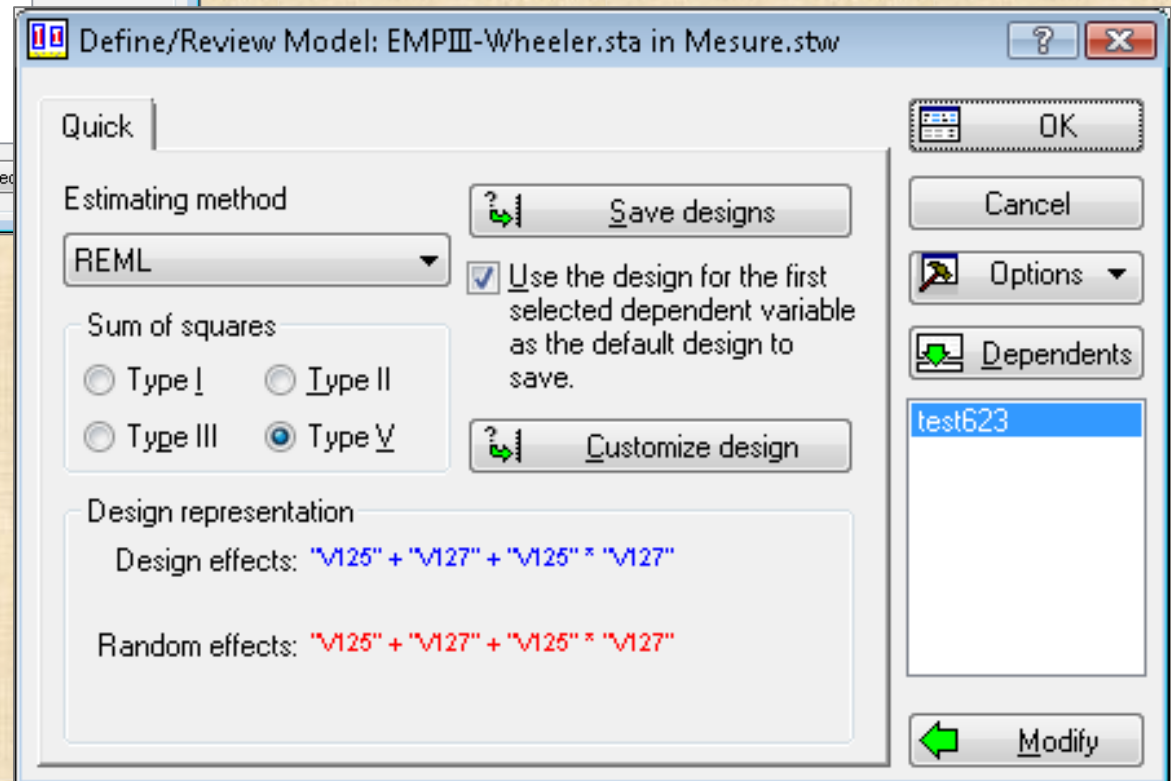 Define/Review Model: EMPIII-Wheeler.sta in Mesure.stw
Quick
Estimating method
REML
Sum of squares
Type I
Type II
Type III
Type V
Save designs
Use the design for the first
selected dependent variable
as the default design to
save.
Customize design
Design representation
Design effects: "V125" + "V127" + "V125" * "V127"
Random effects: "V125" + "V127" + "V125" * "V127"
OK
Cancel
Options
Dependents
test623
Modify